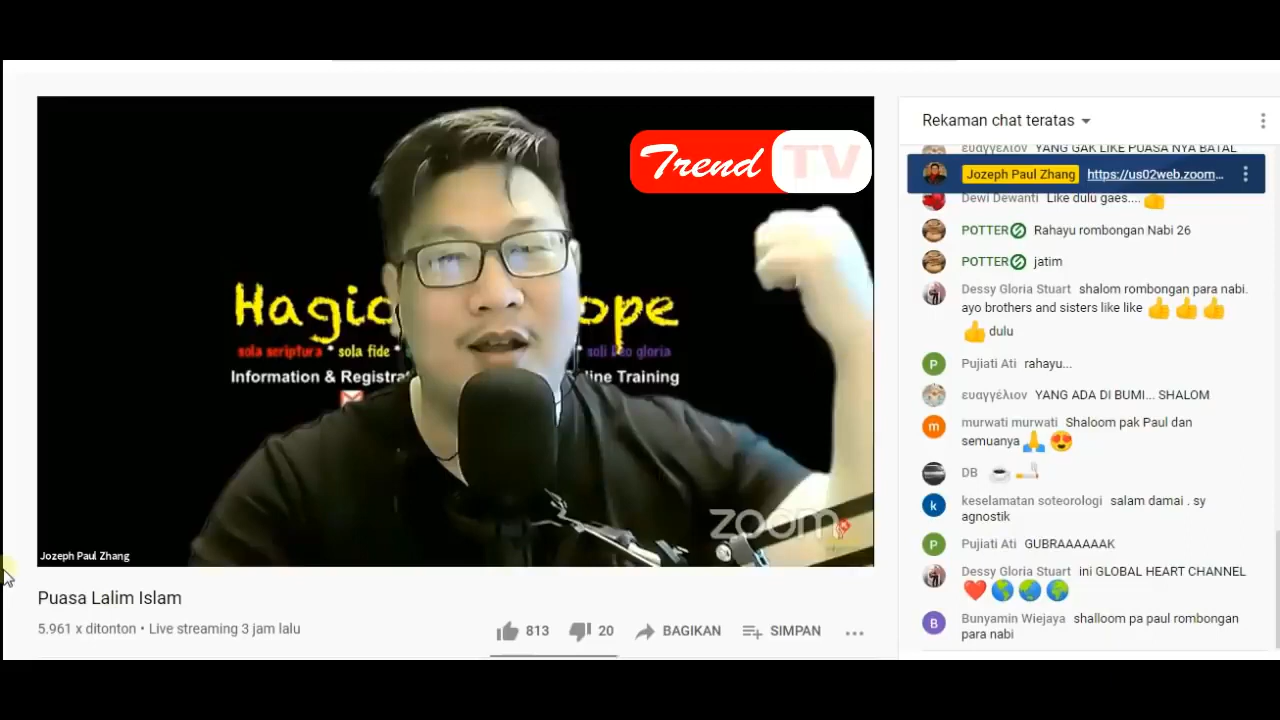 Trend TV
Hagio
ope
sola scriptura * sola fide *
* soli Deo gloria
Information & Registra
line Training
zoom
Jozeph Paul Zhang
Puasa Lalim Islam
5.961 x ditonton • Live streaming 3 jam lalu
813
20
BAGIKAN
SIMPAN
Rekaman chat teratas
ευαγγέλιον YANG GAK LIKE PUASA NYA BATAL
Jozeph Paul Zhang https://us02web.zoom...
Dewi Dewanti Like dulu gaes.... 👍
POTTER Rahayu rombongan Nabi 26
POTTER jatim
Dessy Gloria Stuart shalom rombongan para nabi.
ayo brothers and sisters like like 👍 👍 👍
👍 dulu
P
Pujiati Ati rahayu...
ευαγγέλιον YANG ADA DI BUMI... SHALOM
m
murwati murwati Shaloom pak Paul dan
semuanya 🙏 😍
DB ☕ 🚬
k
keselamatan soteorologi salam damai . sy
agnostik
P
Pujiati Ati GUBRAAAAAAK
Dessy Gloria Stuart ini GLOBAL HEART CHANNEL
❤️ 🌎 🌏 🌍
B
Bunyamin Wiejaya shalloom pa paul rombongan
para nabi